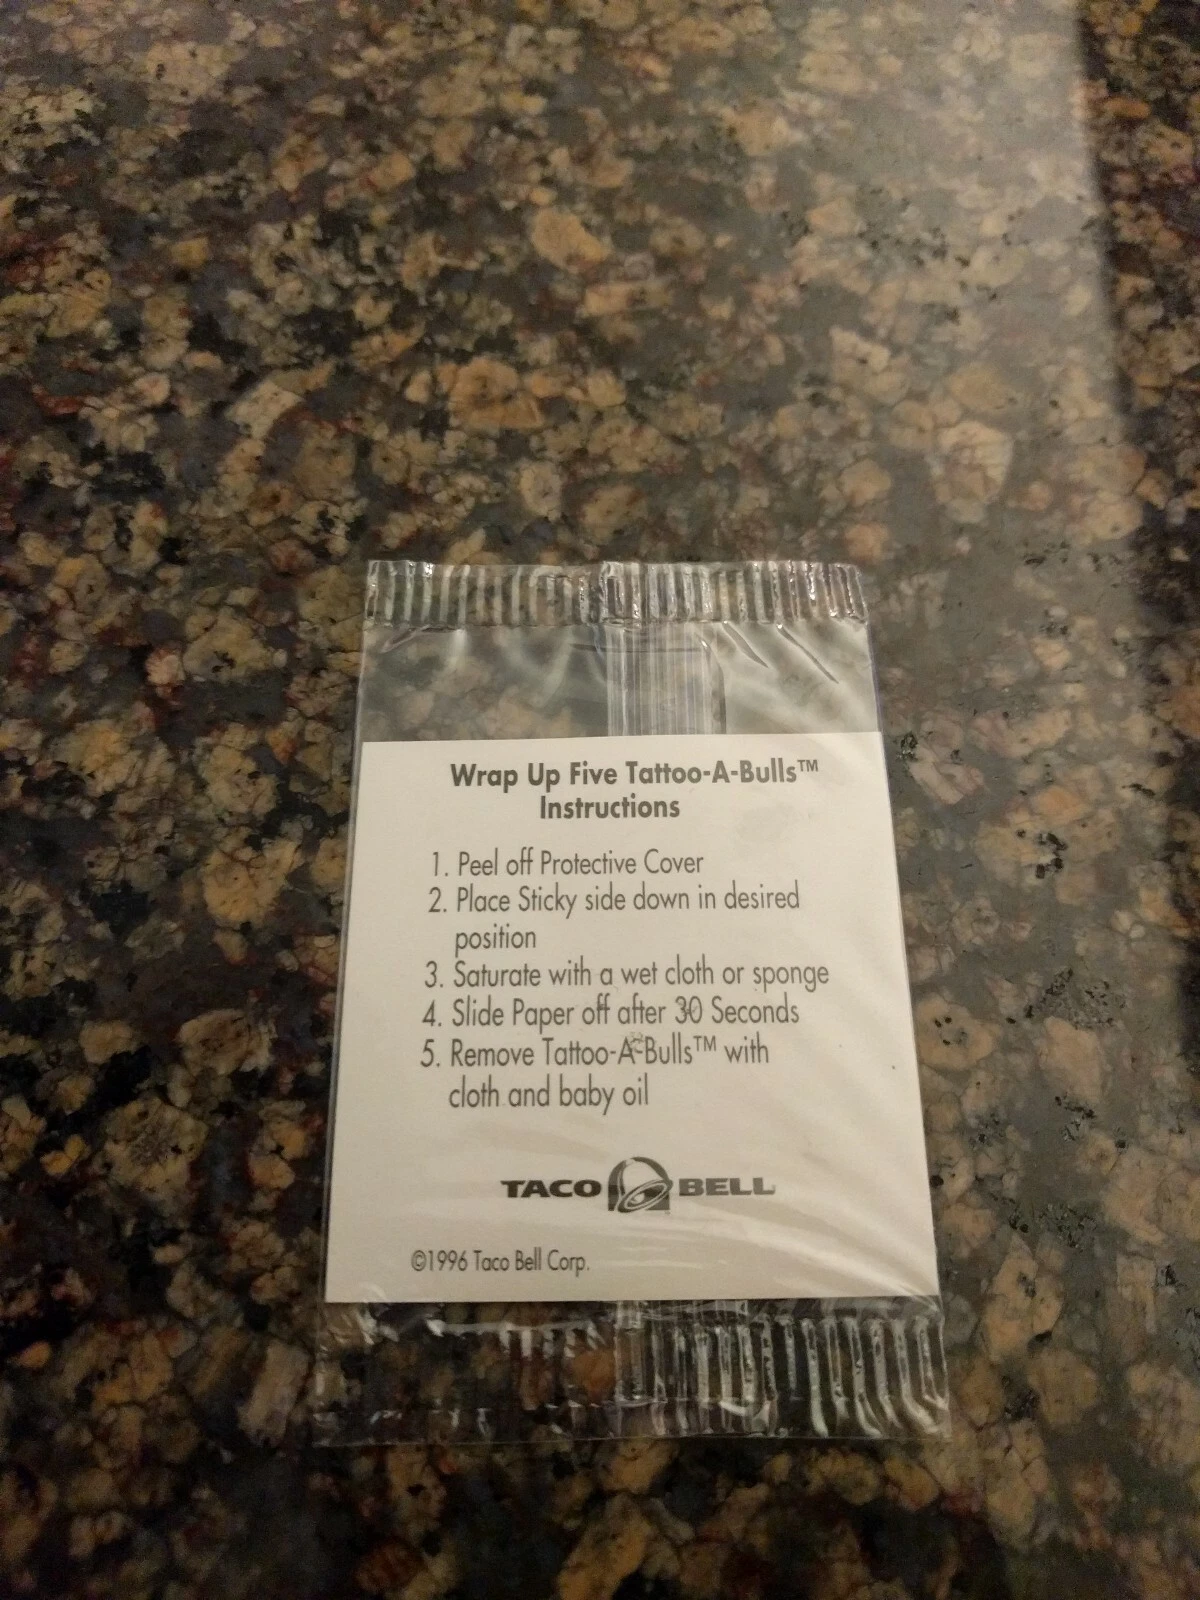 Wrap Up Five Tattoo-A-Bulls™
Instructions
1. Peel off Protective Cover
2. Place Sticky side down in desired
position
3. Saturate with a wet cloth or sponge
4. Slide Paper off after 30 Seconds
5. Remove Tattoo-A-Bulls™ with
cloth and baby oil
TACO BELL
©1996 Taco Bell Corp.